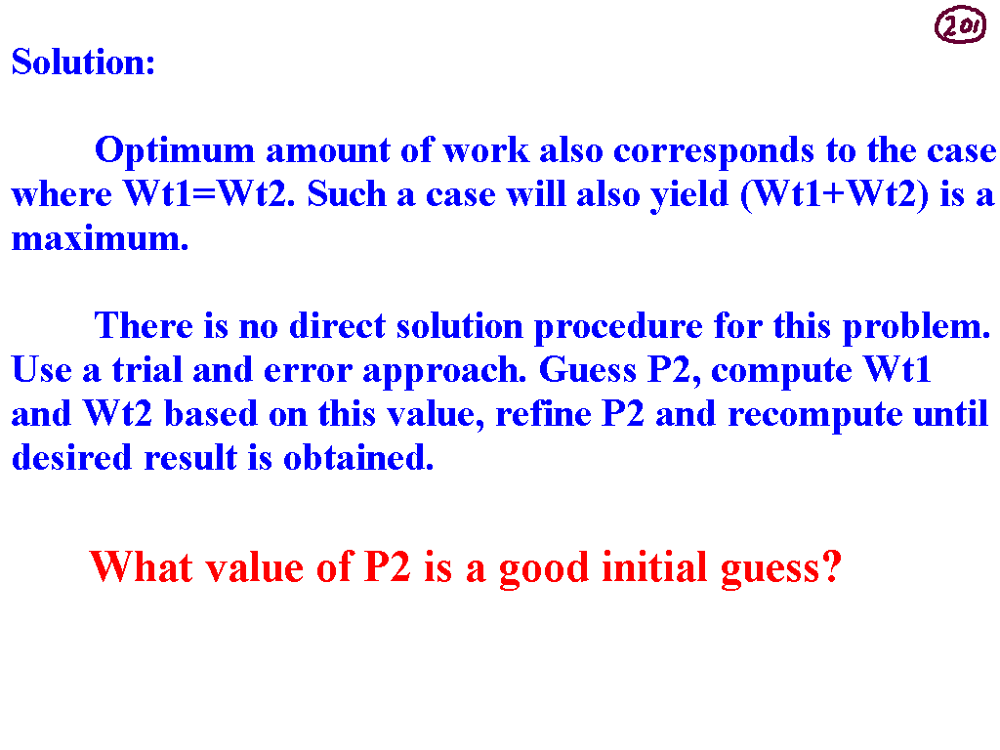 201
Solution:
Optimum amount of work also corresponds to the case
where Wt1=Wt2. Such a case will also yield (Wt1+Wt2) is a
maximum.
There is no direct solution procedure for this problem.
Use a trial and error approach. Guess P2, compute Wt1
and Wt2 based on this value, refine P2 and recompute until
desired result is obtained.
What value of P2 is a good initial guess?